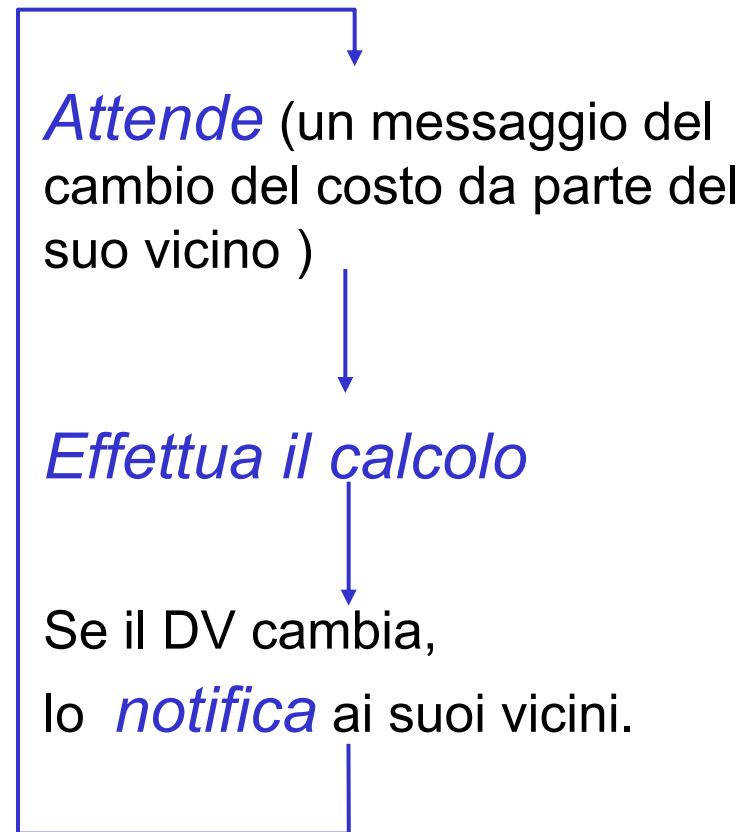 Attende (un messaggio del
cambio del costo da parte del
suo vicino )
Effettua il calcolo
Se il DV cambia,
lo notifica ai suoi vicini.